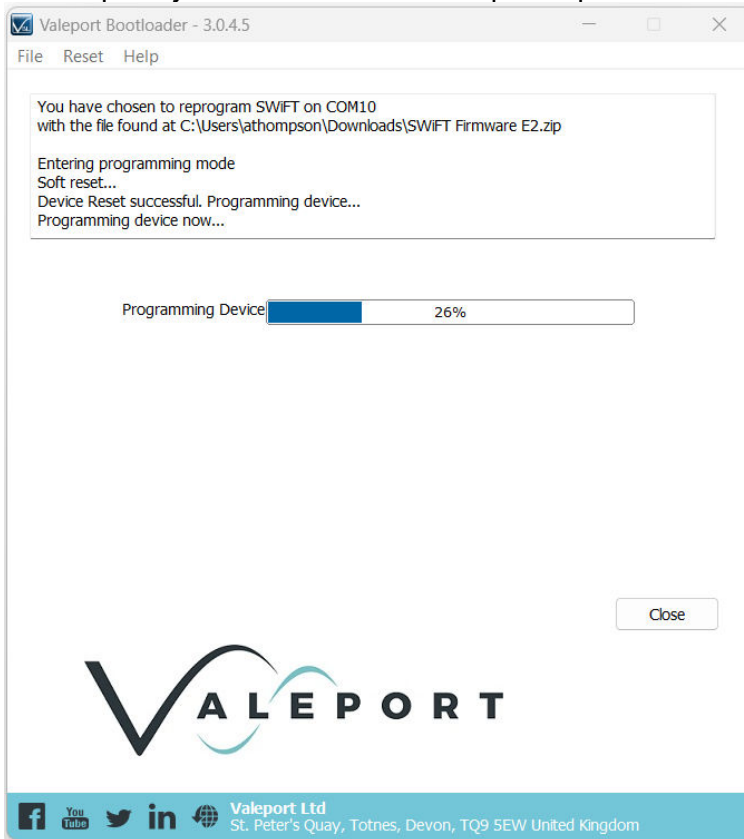 Valeport Bootloader - 3.0.4.5
File Reset Help
You have chosen to reprogram SWiFT on COM10
with the file found at C:\Users\athompson\Downloads\SWiFT Firmware E2.zip
Entering programming mode
Soft reset...
Device Reset successful. Programming device...
Programming device now...
Programming Device 26%
Close
VALEPORT
You Tube in Valeport Ltd
St. Peter's Quay, Totnes, Devon, TQ9 5EW United Kingdom